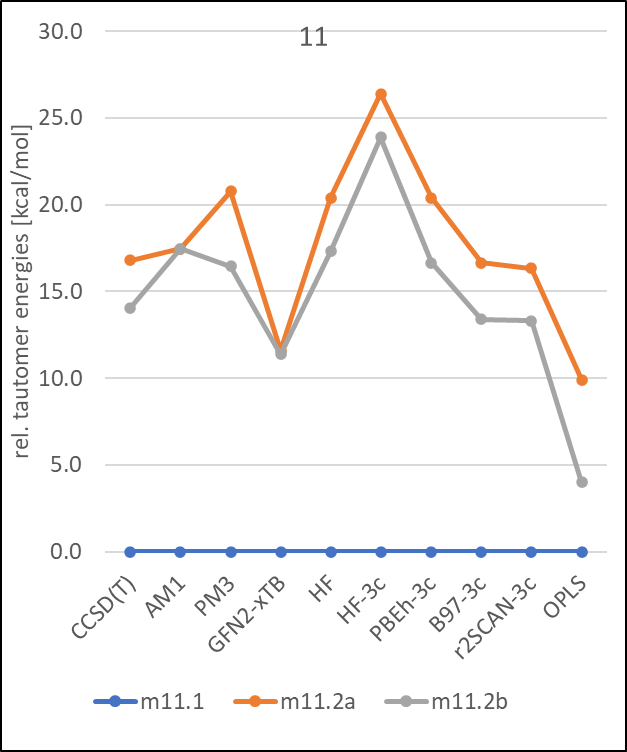 11
rel. tautomer energies [kcal/mol]
30.0
25.0
20.0
15.0
10.0
5.0
0.0
CCSD(T)
AM1
PM3
GFN2-xTB
HF
HF-3c
PBEh-3c
B97-3c
r2SCAN-3c
OPLS
m11.1
m11.2a
m11.2b